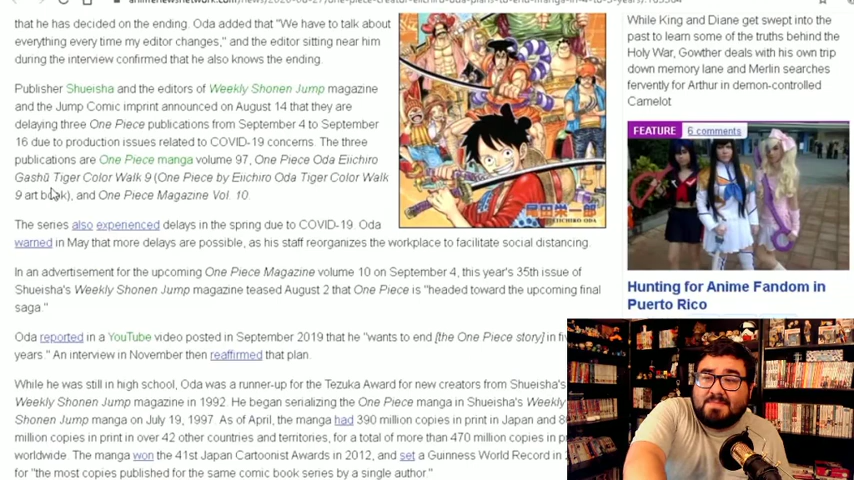 that he has decided on the ending. Oda added that "We have to talk about
everything every time my editor changes," and the editor sitting near him
during the interview confirmed that he also knows the ending.
Publisher Shueisha and the editors of Weekly Shonen Jump magazine
and the Jump Comic imprint announced on August 14 that they are
delaying three One Piece publications from September 4 to September
16 due to production issues related to COVID-19 concerns. The three
publications are One Piece manga volume 97, One Piece Oda Eiichiro
Gashū Tiger Color Walk 9 (One Piece by Eiichiro Oda Tiger Color Walk
9 art book), and One Piece Magazine Vol. 10.
The series also experienced delays in the spring due to COVID-19. Oda
warned in May that more delays are possible, as his staff reorganizes the workplace to facilitate social distancing.
In an advertisement for the upcoming One Piece Magazine volume 10 on September 4, this year's 35th issue of
Shueisha's Weekly Shonen Jump magazine teased August 2 that One Piece is "headed toward the upcoming final
saga."
Oda reported in a YouTube video posted in September 2019 that he "wants to end [the One Piece story] in
years." An interview in November then reaffirmed that plan.
While he was still in high school, Oda was a runner-up for the Tezuka Award for new creators from Shueisha's
Weekly Shonen Jump magazine in 1992. He began serializing the One Piece manga in Shueisha's Weekly
Shonen Jump manga on July 19, 1997. As of April, the manga had 390 million copies in print in Japan and
million copies in print in over 42 other countries and territories, for a total of more than 470 million copies in
worldwide. The manga won the 41st Japan Cartoonist Awards in 2012, and set a Guinness World Record in
for "the most copies published for the same comic book series by a single author."
尾田栄一郎
EIICHIRO ODA
While King and Diane get swept into the
past to learn some of the truths behind the
Holy War, Gowther deals with his own trip
down memory lane and Merlin searches
fervently for Arthur in demon-controlled
Camelot
FEATURE 6 comments
Hunting for Anime Fandom in
Puerto Rico